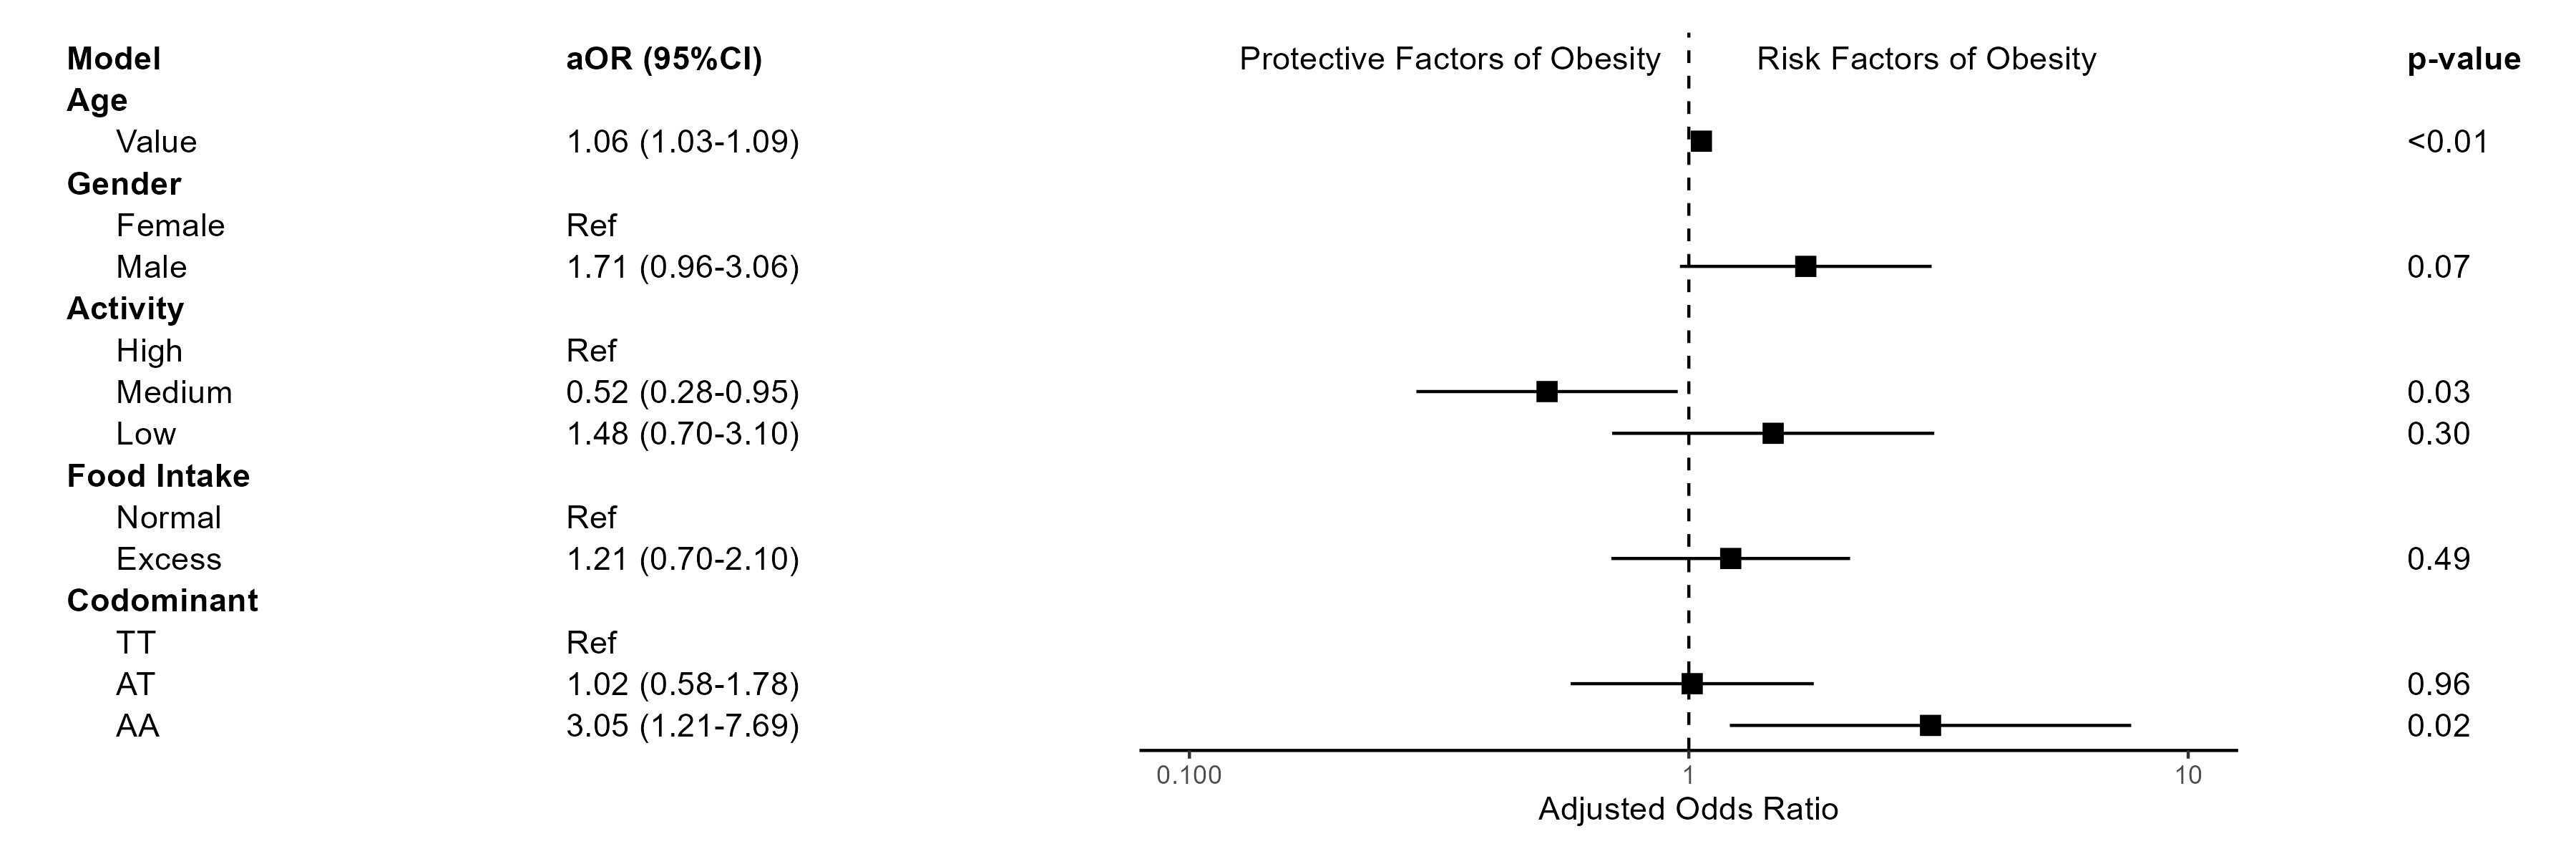 Model aOR (95%CI) Protective Factors of Obesity Risk Factors of Obesity p-value
Age
Value 1.06 (1.03-1.09) <0.01
Gender
Female Ref
Male 1.71 (0.96-3.06) 0.07
Activity
High Ref
Medium 0.52 (0.28-0.95) 0.03
Low 1.48 (0.70-3.10) 0.30
Food Intake
Normal Ref
Excess 1.21 (0.70-2.10) 0.49
Codominant
TT Ref
AT 1.02 (0.58-1.78) 0.96
AA 3.05 (1.21-7.69) 0.02
0.100 1 10
Adjusted Odds Ratio